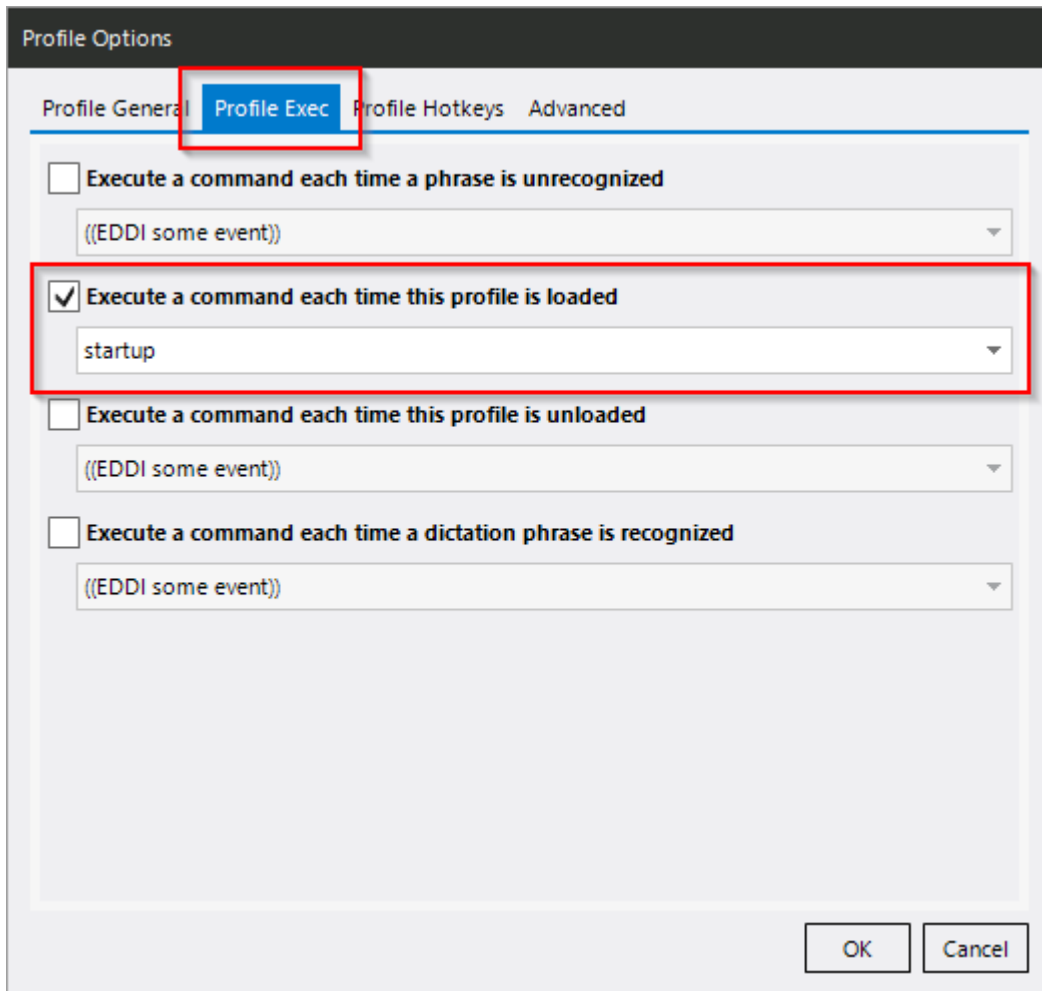 Profile Options
Profile General Profile Exec Profile Hotkeys Advanced
Execute a command each time a phrase is unrecognized
((EDDI some event))
Execute a command each time this profile is loaded
startup
Execute a command each time this profile is unloaded
((EDDI some event))
Execute a command each time a dictation phrase is recognized
((EDDI some event))
OK Cancel